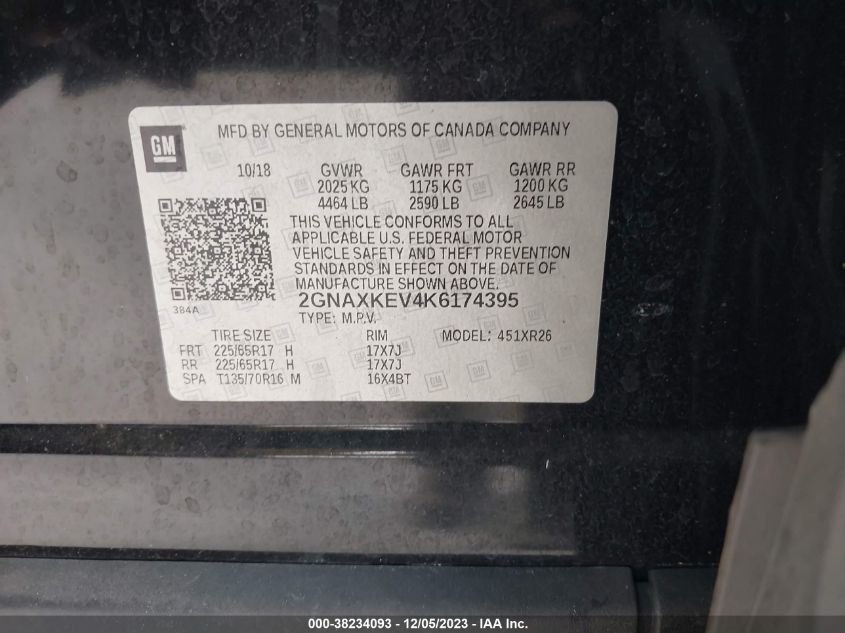 GM
MFD BY GENERAL MOTORS OF CANADA COMPANY
10/18 GVWR GAWR FRT GAWR RR
2025 KG 1175 KG 1200 KG
4464 LB 2590 LB 2645 LB
THIS VEHICLE CONFORMS TO ALL
APPLICABLE U.S. FEDERAL MOTOR
VEHICLE SAFETY AND THEFT PREVENTION
STANDARDS IN EFFECT ON THE DATE OF
MANUFACTURE SHOWN ABOVE.
384A
2GNAXKEV4K6174395
TYPE: M.P.V.
TIRE SIZE RIM MODEL: 451XR26
FRT 225/65R17 H 17X7J
RR 225/65R17 H 17X7J
SPA T135/70R16 M 16X4BT
000-38234093 - 12/05/2023 - IAA Inc.